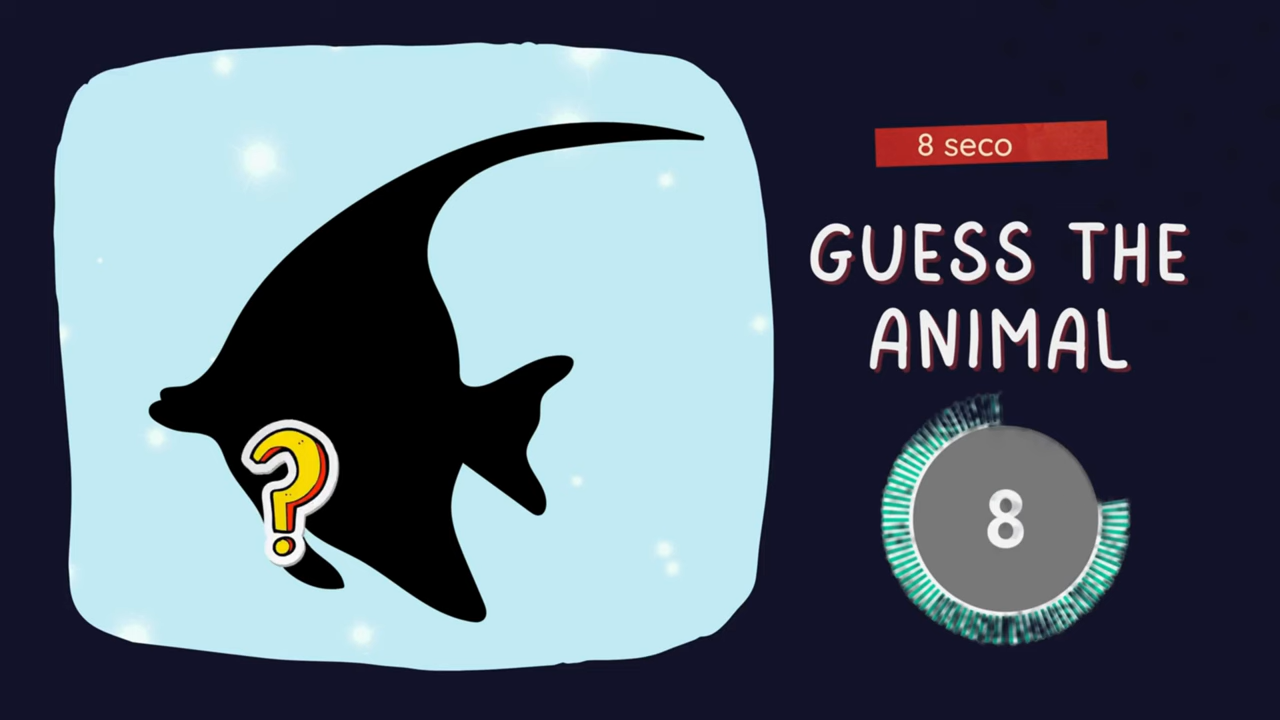 8 seco
GUESS THE
ANIMAL
?
8